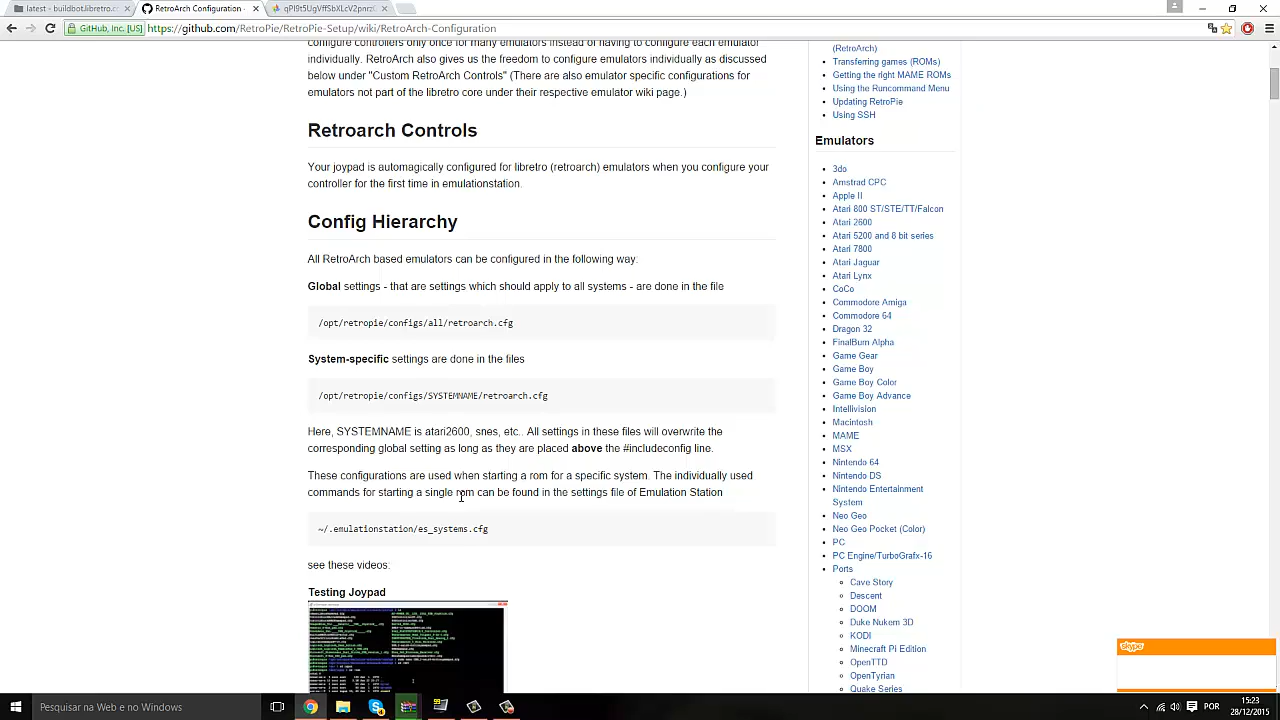 latest - buildbot.libretro.c
RetroArch Configuration ·
qPI9t5UgVffSbXLcV2pnrz
GitHub, Inc. [US]
https://github.com/RetroPie/RetroPie-Setup/wiki/RetroArch-Configuration
configure controllers only once for many emulators instead of having to configure each emulator
individually. RetroArch also gives us the freedom to configure emulators individually as discussed
below under "Custom RetroArch Controls" (There are also emulator specific configurations for
emulators not part of the libretro core under their respective emulator wiki page.)
Retroarch Controls
Your joypad is automagically configured for libretro (retroarch) emulators when you configure your
controller for the first time in emulationstation.
Config Hierarchy
All RetroArch based emulators can be configured in the following way:
Global settings - that are settings which should apply to all systems - are done in the file
/opt/retropie/configs/all/retroarch.cfg
System-specific settings are done in the files
/opt/retropie/configs/SYSTEMNAME/retroarch.cfg
Here, SYSTEMNAME is atari2600, snes, etc.. All settings in these files will overwrite the
corresponding global setting as long as they are placed above the #includeconfig line.
These configurations are used when starting a rom for a specific system. The individually used
commands for starting a single rom can be found in the settings file of Emulation Station
~/.emulationstation/es_systems.cfg
see these videos:
Testing Joypad
(RetroArch)
Transferring games (ROMs)
Getting the right MAME ROMs
Using the Runcommand Menu
Updating RetroPie
Using SSH
Emulators
3do
Amstrad CPC
Apple II
Atari 800 ST/STE/TT/Falcon
Atari 2600
Atari 5200 and 8 bit series
Atari 7800
Atari Jaguar
Atari Lynx
CoCo
Commodore Amiga
Commodore 64
Dragon 32
FinalBurn Alpha
Game Gear
Game Boy
Game Boy Color
Game Boy Advance
Intellivision
Macintosh
MAME
MSX
Nintendo 64
Nintendo DS
Nintendo Entertainment
System
Neo Geo
Neo Geo Pocket (Color)
PC
PC Engine/TurboGrafx-16
Ports
Cave Story
Descent
DOOM
Duke Nukem 3D
KODI
Minecraft Pi Edition
OpenTTD
OpenTyrian
Quake Series
skype
Pesquisar na Web e no Windows
POR
15:23
28/12/2015